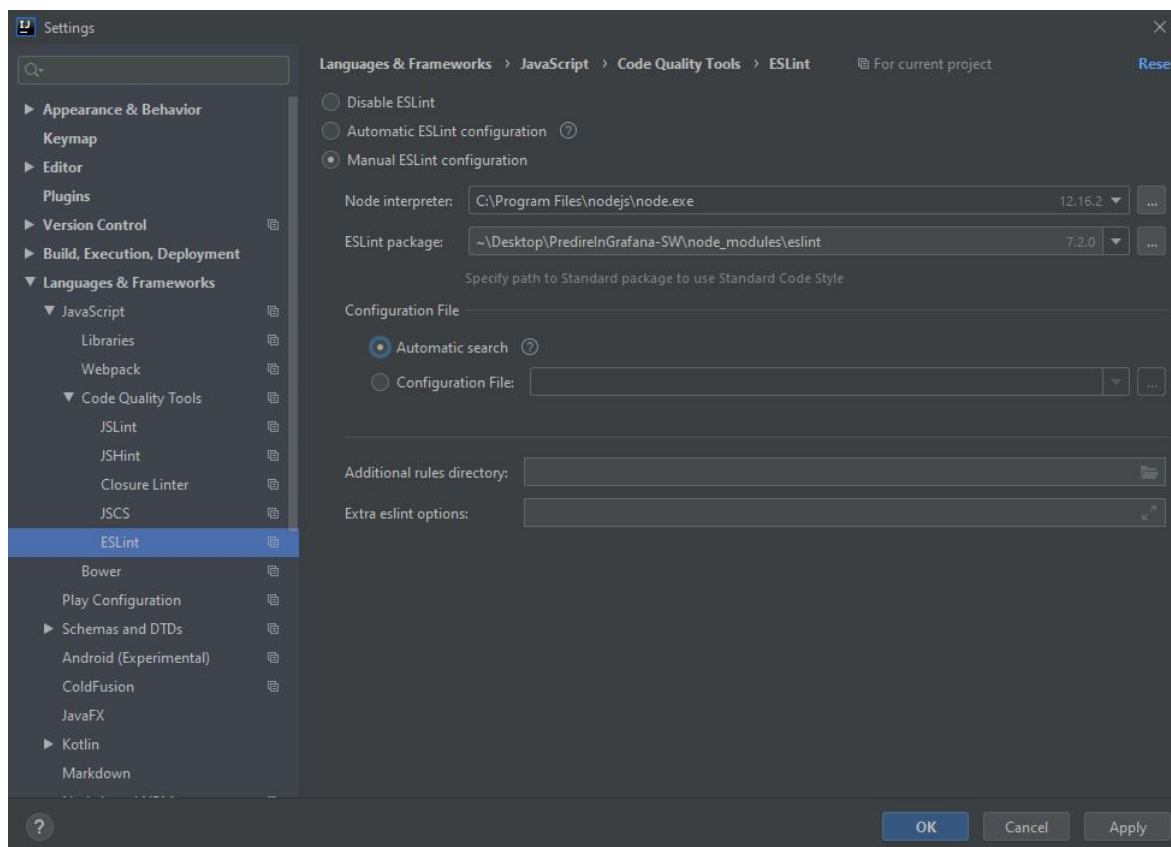 Settings
Appearance & Behavior
Keymap
Editor
Plugins
Version Control
Build, Execution, Deployment
Languages & Frameworks
JavaScript
Libraries
Webpack
Code Quality Tools
JSLint
JSHint
Closure Linter
JSCS
ESLint
Bower
Play Configuration
Schemas and DTDs
Android (Experimental)
ColdFusion
JavaFX
Kotlin
Markdown
Languages & Frameworks › JavaScript › Code Quality Tools › ESLint For current project Rese
Disable ESLint
Automatic ESLint configuration ?
Manual ESLint configuration
Node interpreter: C:\Program Files\nodejs\node.exe 12.16.2 ...
ESLint package: ~\Desktop\PredireInGrafana-SW\node_modules\eslint 7.2.0 ...
Specify path to Standard package to use Standard Code Style
Configuration File
Automatic search ?
Configuration File: ...
Additional rules directory:
Extra eslint options:
? OK Cancel Apply